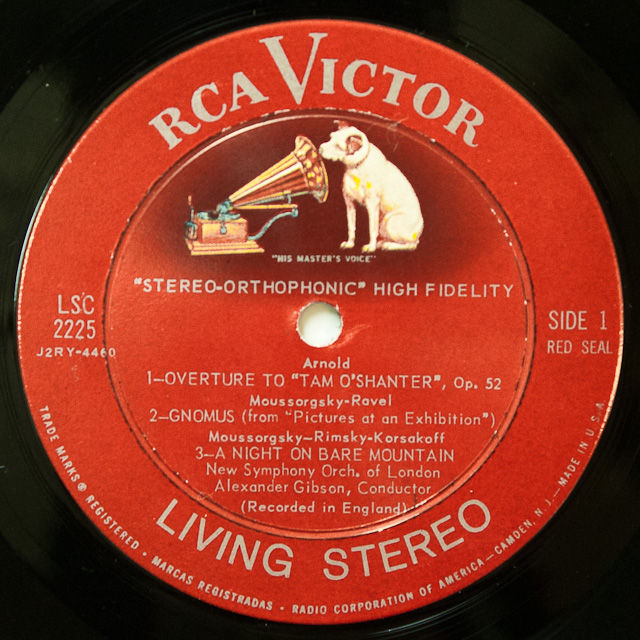 RCA VICTOR
"HIS MASTER'S VOICE"
"STEREO-ORTHOPHONIC" HIGH FIDELITY
LSC
2225
J2RY-4460
SIDE 1
RED SEAL
Arnold
1—OVERTURE TO "TAM O'SHANTER", Op. 52
Moussorgsky-Ravel
2—GNOMUS (from "Pictures at an Exhibition")
Moussorgsky—Rimsky-Korsakoff
3—A NIGHT ON BARE MOUNTAIN
New Symphony Orch. of London
Alexander Gibson, Conductor
(Recorded in England)
LIVING STEREO
TRADE MARKS ® REGISTERED • MARCAS REGISTRADAS • RADIO CORPORATION OF AMERICA—CAMDEN, N. J.—MADE IN U.S.A.